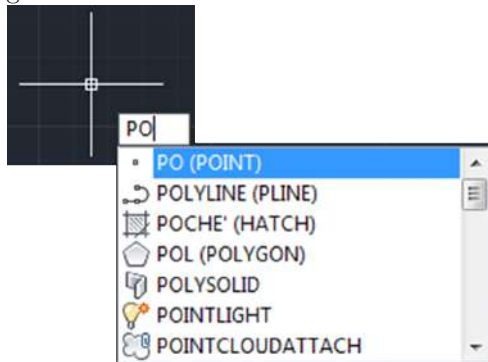 PO
PO (POINT)
POLYLINE (PLINE)
POCHE' (HATCH)
POL (POLYGON)
POLYSOLID
POINTLIGHT
POINTCLOUDATTACH